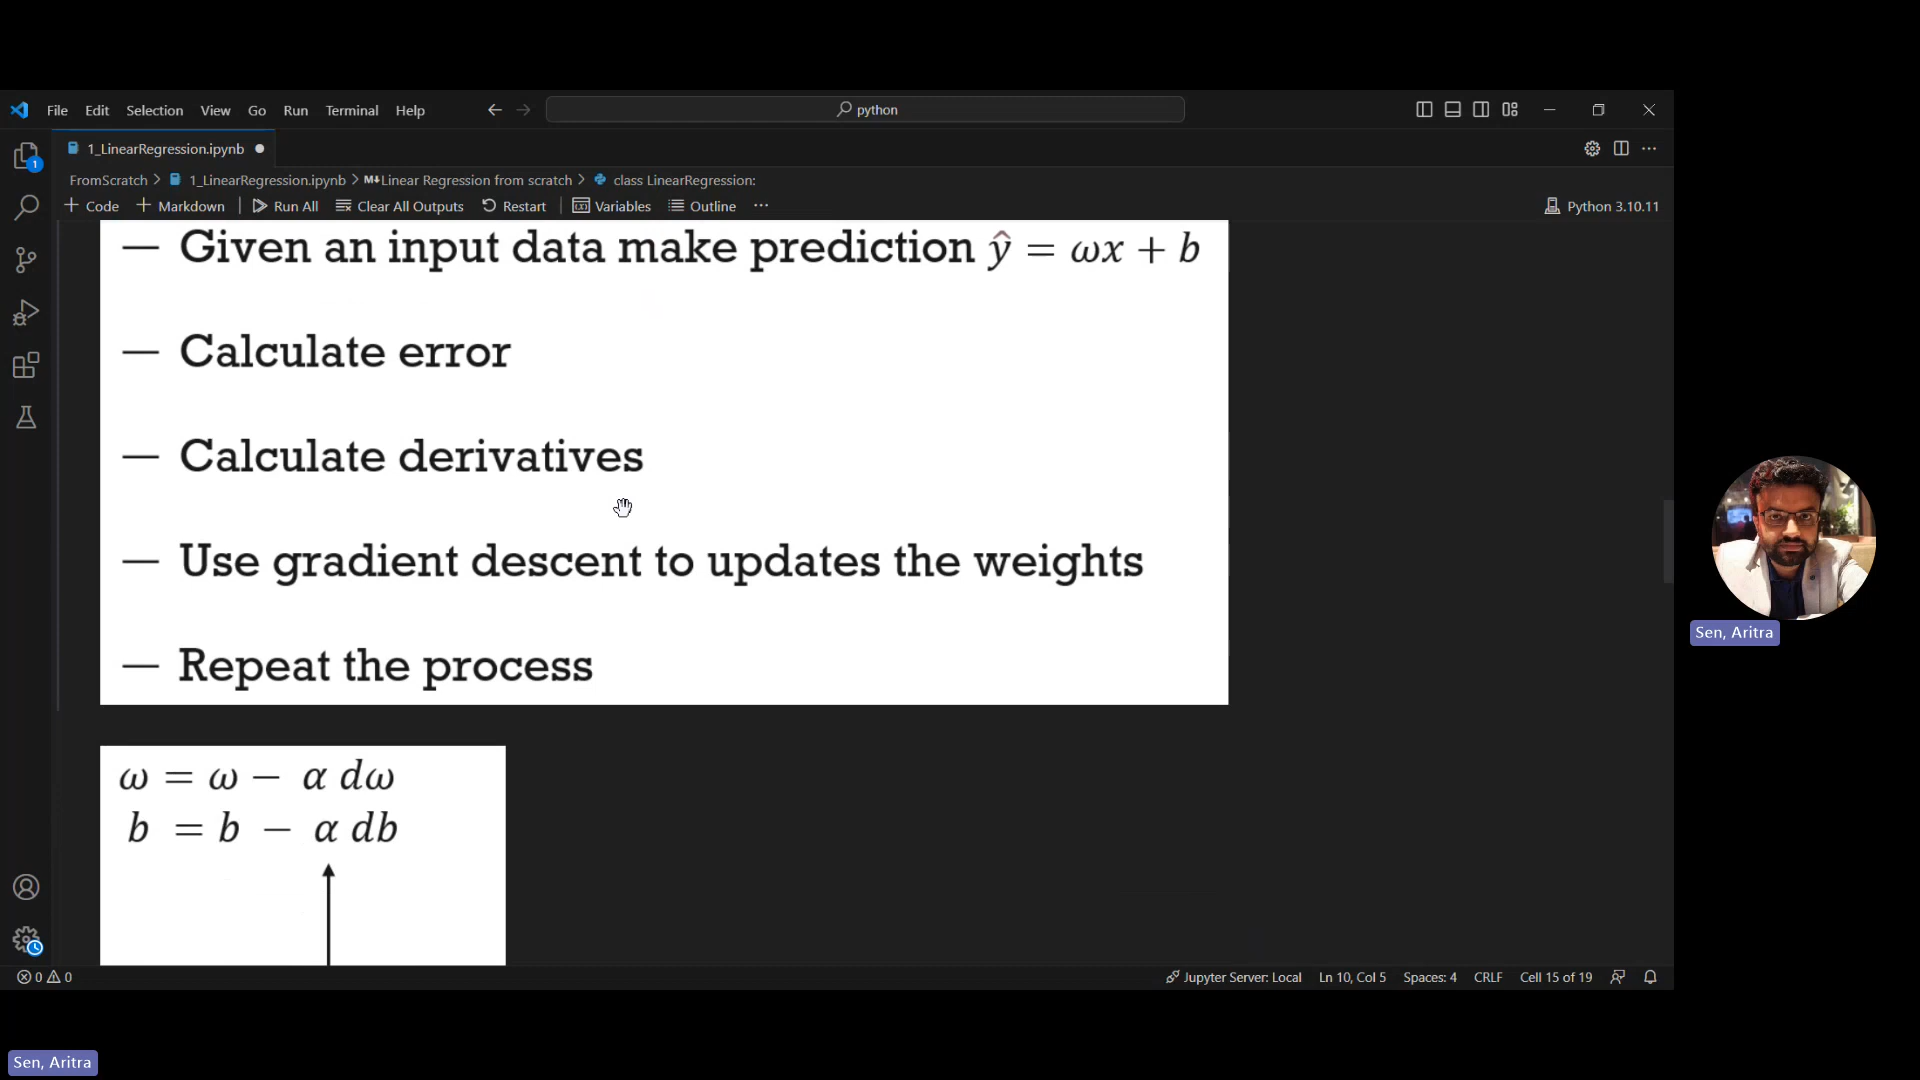 File Edit Selection View Go Run Terminal Help
python
1_LinearRegression.ipynb
FromScratch > 1_LinearRegression.ipynb > M↓ Linear Regression from scratch > class LinearRegression:
+ Code + Markdown | Run All Clear All Outputs Restart | Variables Outline ...
Python 3.10.11
— Given an input data make prediction ŷ = ωx + b
— Calculate error
— Calculate derivatives
— Use gradient descent to updates the weights
— Repeat the process
ω = ω − α dω
b = b − α db
1
0 0
Jupyter Server: Local Ln 10, Col 5 Spaces: 4 CRLF Cell 15 of 19
Sen, Aritra
Sen, Aritra